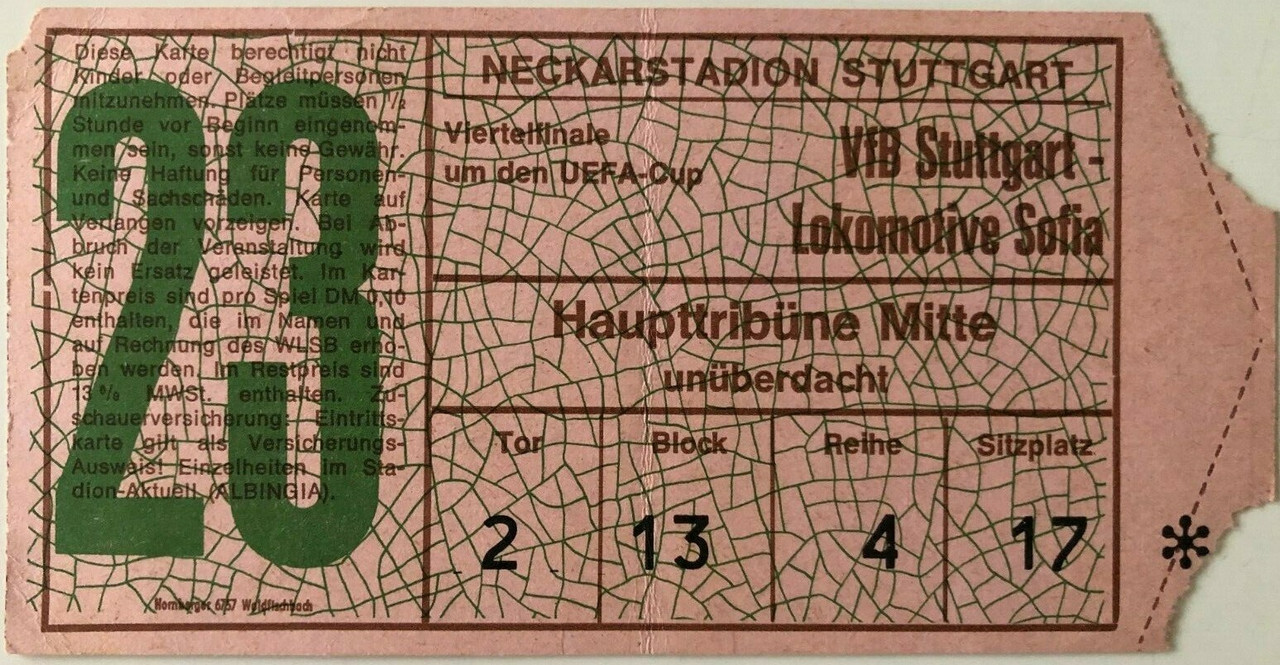 Diese Karte berechtigt nicht
Kinder oder Begleitpersonen
mitzunehmen. Plätze müssen ½
Stunde vor Beginn eingenom-
men sein, sonst keine Gewähr.
Keine Haftung für Personen-
und Sachschäden. Karte auf
Verlangen vorzeigen. Bei Ab-
bruch der Veranstaltung wird
kein Ersatz geleistet. Im Kar-
tenpreis sind pro Spiel DM 0,10
enthalten, die im Namen und
auf Rechnung des WLSB erho-
ben werden. Im Restpreis sind
13 % MWSt. enthalten. Zu-
schauerversicherung: Eintritts-
karte gilt als Versicherungs-
Ausweis! Einzelheiten im Sta-
dion-Aktuell (ALBINGIA).
23
Hornberger 6757 Waldfischbach
NECKARSTADION STUTTGART
Viertelfinale
um den UEFA-Cup
VfB Stuttgart -
Lokomotive Sofia
Haupttribüne Mitte
unüberdacht
Tor Block Reihe Sitzplatz
2 13 4 17 *